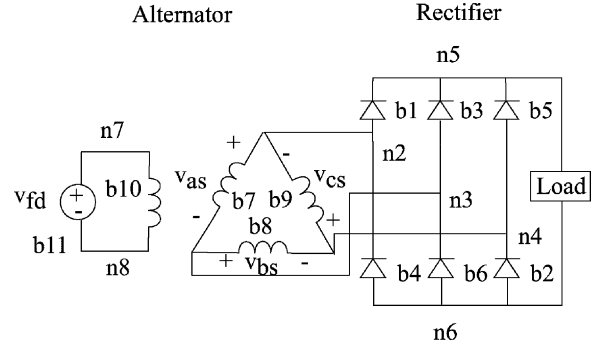 Alternator Rectifier
n5
n7
b1 b3 b5
+ -
n2
vas vcs
vfd + - b10 b7 b9 Load
b8 n3
- +
b11 n4
+ vbs -
n8 b4 b6 b2
n6